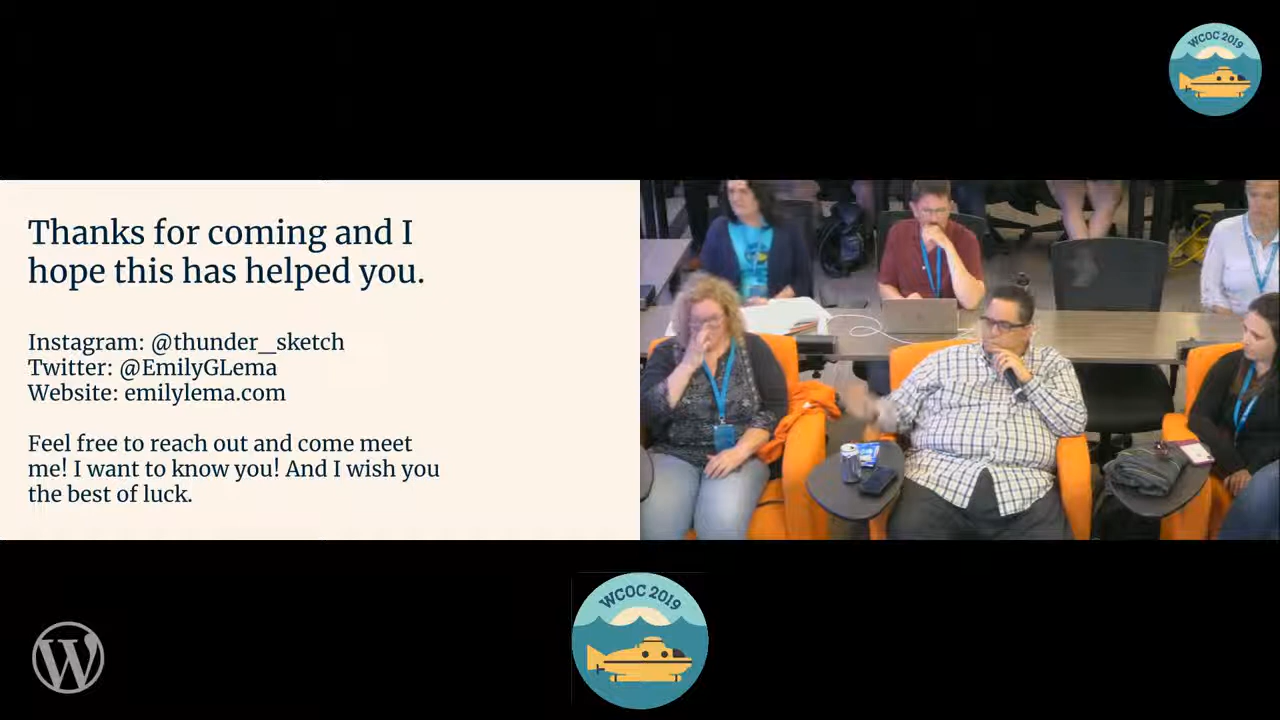 WCOC 2019
Thanks for coming and I
hope this has helped you.
Instagram: @thunder_sketch
Twitter: @EmilyGLema
Website: emilylema.com
Feel free to reach out and come meet
me! I want to know you! And I wish you
the best of luck.
WCOC 2019